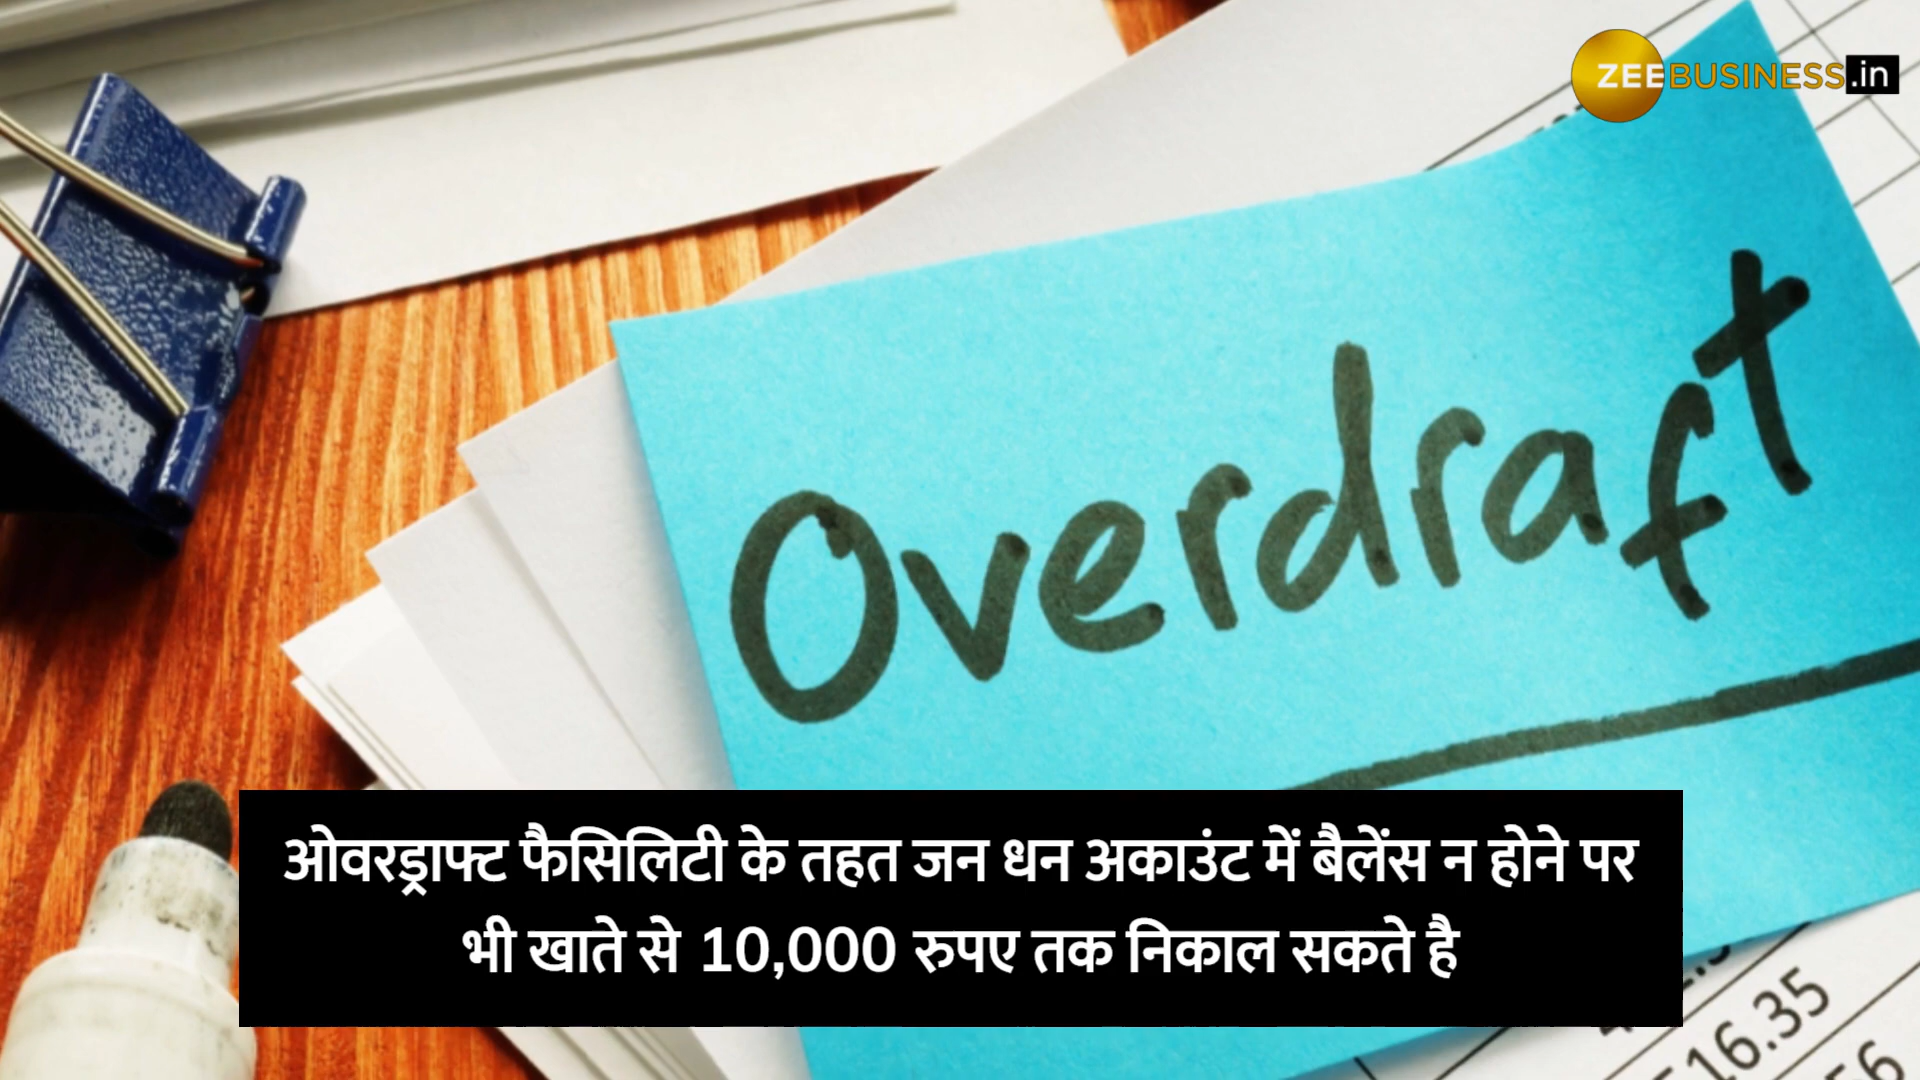 ZEEBUSINESS.in
Overdraft
ओवरड्राफ्ट फैसिलिटी के तहत जन धन अकाउंट में बैलेंस न होने पर
भी खाते से 10,000 रुपए तक निकाल सकते है
16.35